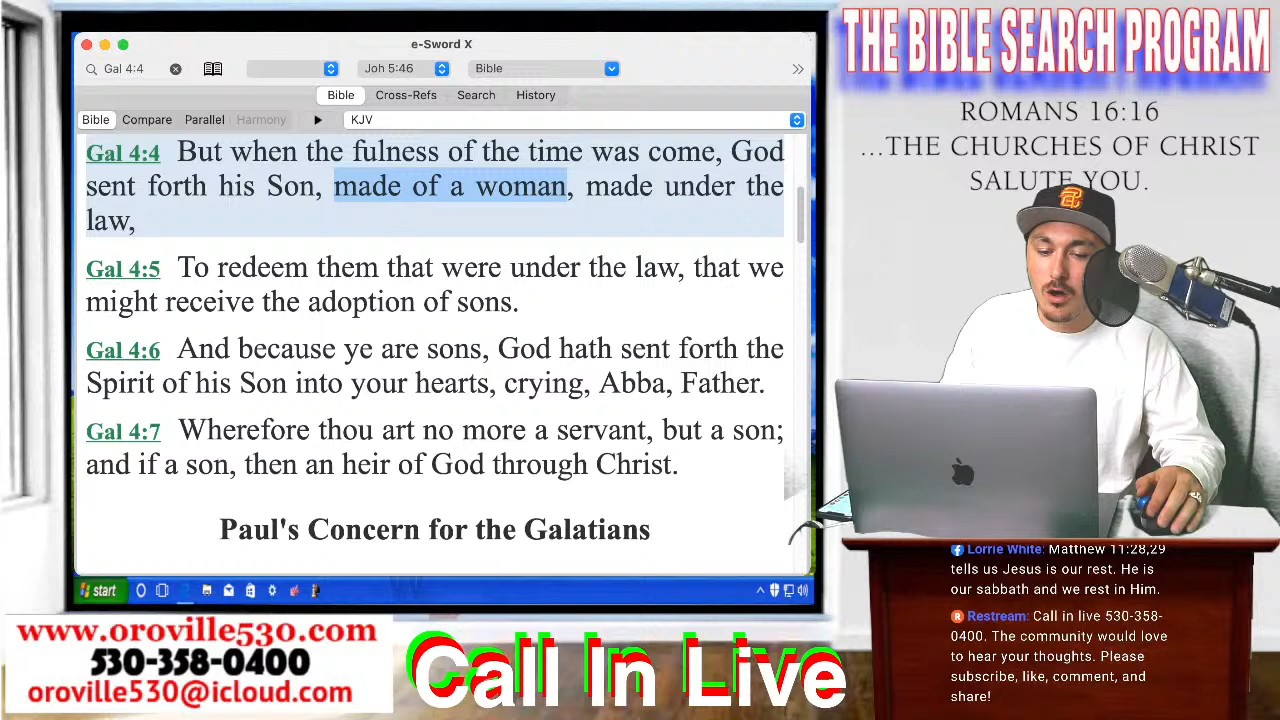 e-Sword X
Gal 4:4
Joh 5:46
Bible
Bible Cross-Refs Search History
Bible Compare Parallel Harmony
KJV
Gal 4:4 But when the fulness of the time was come, God
sent forth his Son, made of a woman, made under the
law,
Gal 4:5 To redeem them that were under the law, that we
might receive the adoption of sons.
Gal 4:6 And because ye are sons, God hath sent forth the
Spirit of his Son into your hearts, crying, Abba, Father.
Gal 4:7 Wherefore thou art no more a servant, but a son;
and if a son, then an heir of God through Christ.
Paul's Concern for the Galatians
start
THE BIBLE SEARCH PROGRAM
ROMANS 16:16
...THE CHURCHES OF CHRIST
SALUTE YOU.
Lorrie White: Matthew 11:28,29
tells us Jesus is our rest. He is
our sabbath and we rest in Him.
Restream: Call in live 530-358-
0400. The community would love
to hear your thoughts. Please
subscribe, like, comment, and
share!
www.oroville530.com
530-358-0400
oroville530@icloud.com
Call In Live